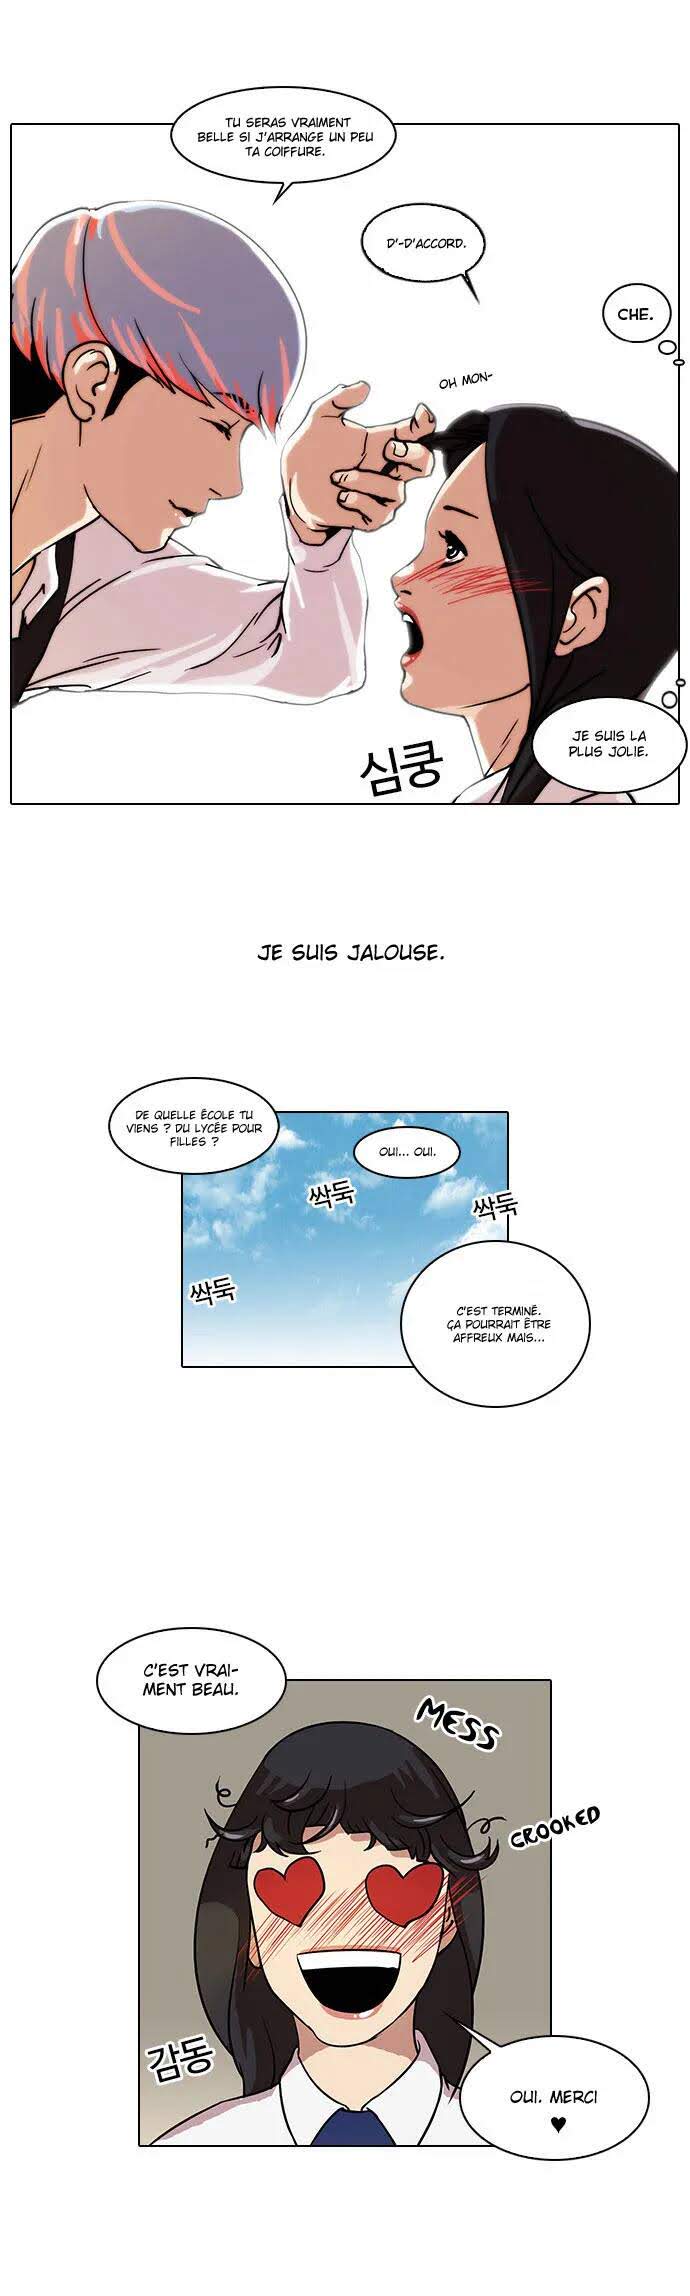 TU SERAS VRAIMENT
BELLE SI J'ARRANGE UN PEU
TA COIFFURE.
D'-D'ACCORD.
CHE.
OH MON-
JE SUIS LA
PLUS JOLIE.
심쿵
JE SUIS JALOUSE.
DE QUELLE ÉCOLE TU
VIENS ? DU LYCÉE POUR
FILLES ?
OUI... OUI.
싹둑
싹둑
싹둑
C'EST TERMINÉ.
ÇA POURRAIT ÊTRE
AFFREUX MAIS...
C'EST VRAI-
MENT BEAU.
MESS
CROOKED
감동
OUI. MERCI
♥